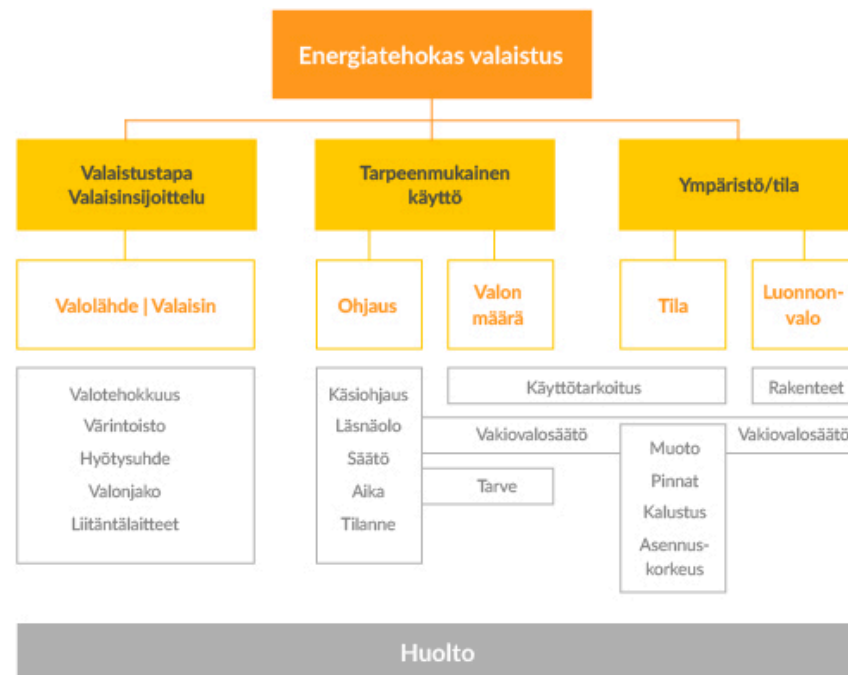 Energiatehokas valaistus
Valaistustapa
Valaisinsijoittelu
Tarpeenmukainen
käyttö
Ympäristö/tila
Valolähde | Valaisin
Ohjaus
Valon
määrä
Tila
Luonnon-
valo
Valotehokkuus
Värintoisto
Hyötysuhde
Valonjako
Liitäntälaitteet
Käsiohjaus
Läsnäolo
Säätö
Aika
Tilanne
Käyttötarkoitus
Rakenteet
Vakiovalosäätö
Vakiovalosäätö
Tarve
Muoto
Pinnat
Kalustus
Asennus-
korkeus
Huolto